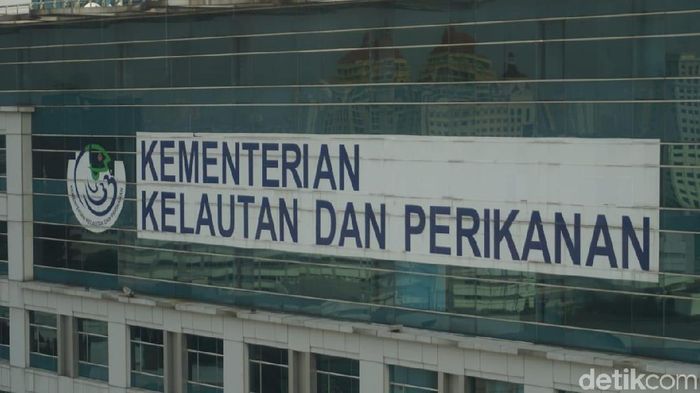 KEMENTERIAN
KELAUTAN DAN PERIKANAN
detikcom